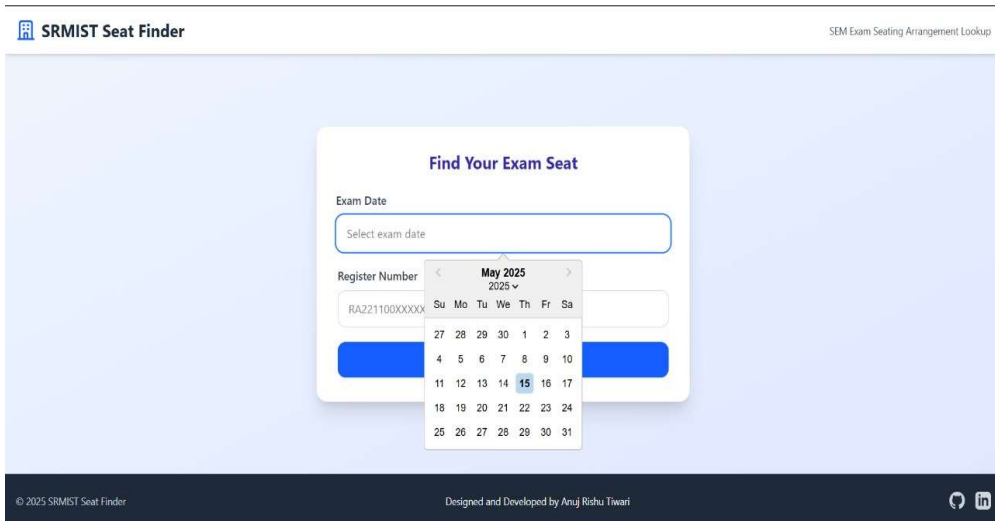 SRMIST Seat Finder
SEM Exam Seating Arrangement Lookup
Find Your Exam Seat
Exam Date
Select exam date
Register Number
RA221100XXXXX
May 2025
2025
Su Mo Tu We Th Fr Sa
27 28 29 30 1 2 3
4 5 6 7 8 9 10
11 12 13 14 15 16 17
18 19 20 21 22 23 24
25 26 27 28 29 30 31
© 2025 SRMIST Seat Finder
Designed and Developed by Anuj Rishu Tiwari
in